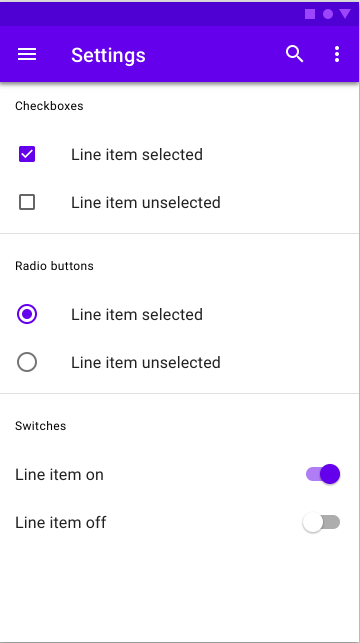 Settings
Checkboxes
Line item selected
Line item unselected
Radio buttons
Line item selected
Line item unselected
Switches
Line item on
Line item off